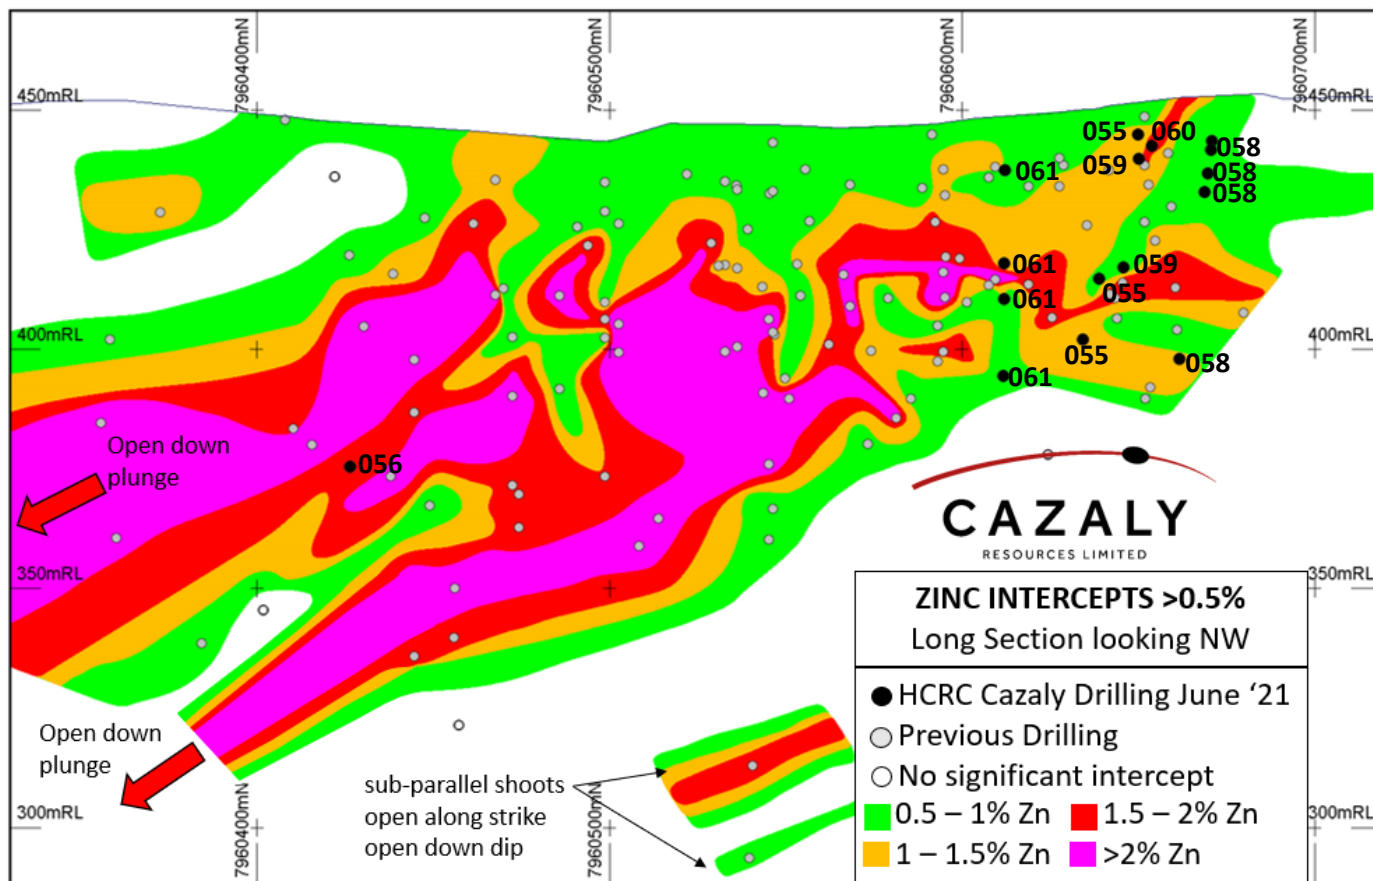 7960400mN
7960500mN
7960600mN
7960700mN
450mRL
450mRL
055
060
059
058
058
058
061
061
059
055
061
400mRL
400mRL
055
058
061
Open down
plunge
056
CAZALY
RESOURCES LIMITED
350mRL
350mRL
ZINC INTERCEPTS >0.5%
Long Section looking NW
HCRC Cazaly Drilling June ‘21
Previous Drilling
No significant intercept
0.5 – 1% Zn
1.5 – 2% Zn
1 – 1.5% Zn
>2% Zn
Open down
plunge
sub-parallel shoots
open along strike
open down dip
300mRL
300mRL
7960400mN
7960500mN